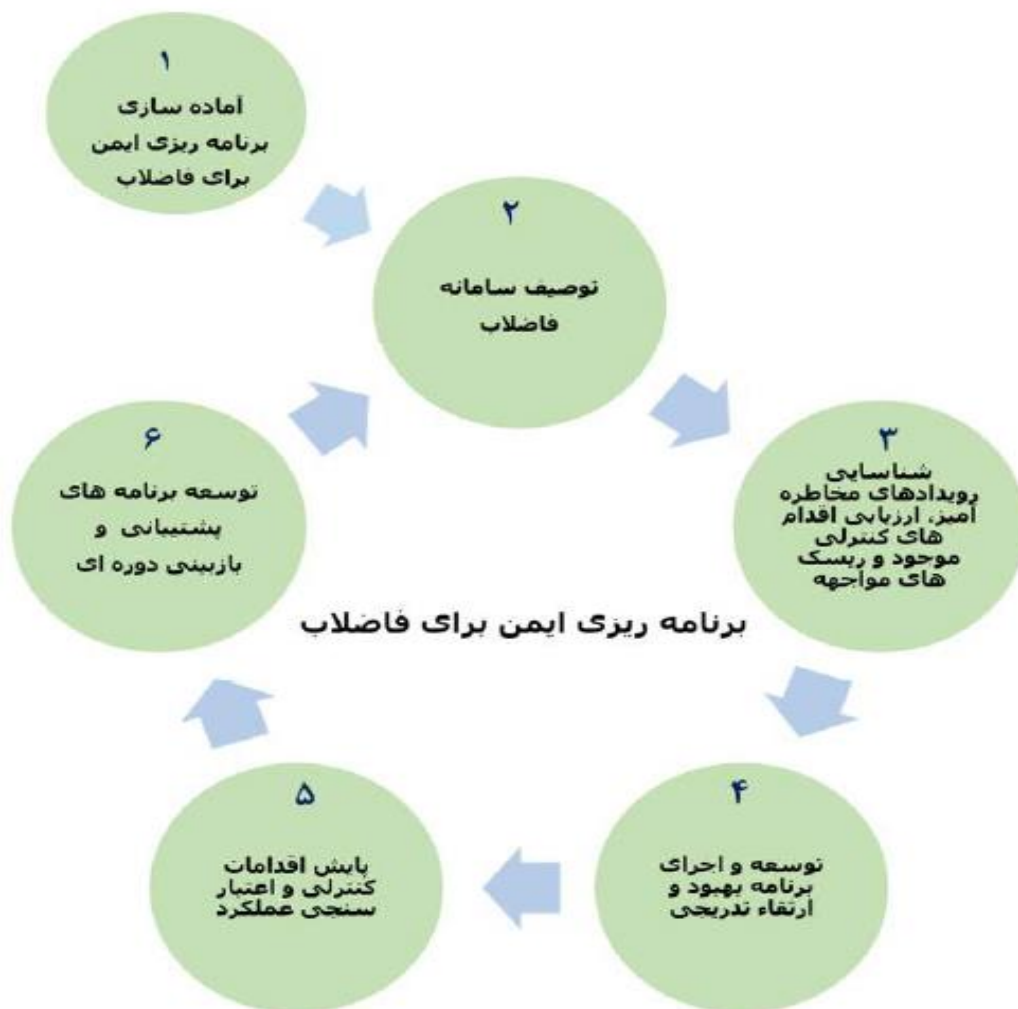 ۱
آماده سازی
برنامه ریزی ایمن
برای فاضلاب
۲
توصیف سامانه
فاضلاب
۳
شناسایی
رویدادهای مخاطره
آمیز، ارزیابی اقدام
های کنترلی
موجود و ریسک
های مواجهه
۴
توسعه و اجرای
برنامه بهبود و
ارتقاء تدریجی
۵
پایش اقدامات
کنترلی و اعتبار
سنجی عملکرد
۶
توسعه برنامه های
پشتیبانی و
بازبینی دوره ای
برنامه ریزی ایمن برای فاضلاب